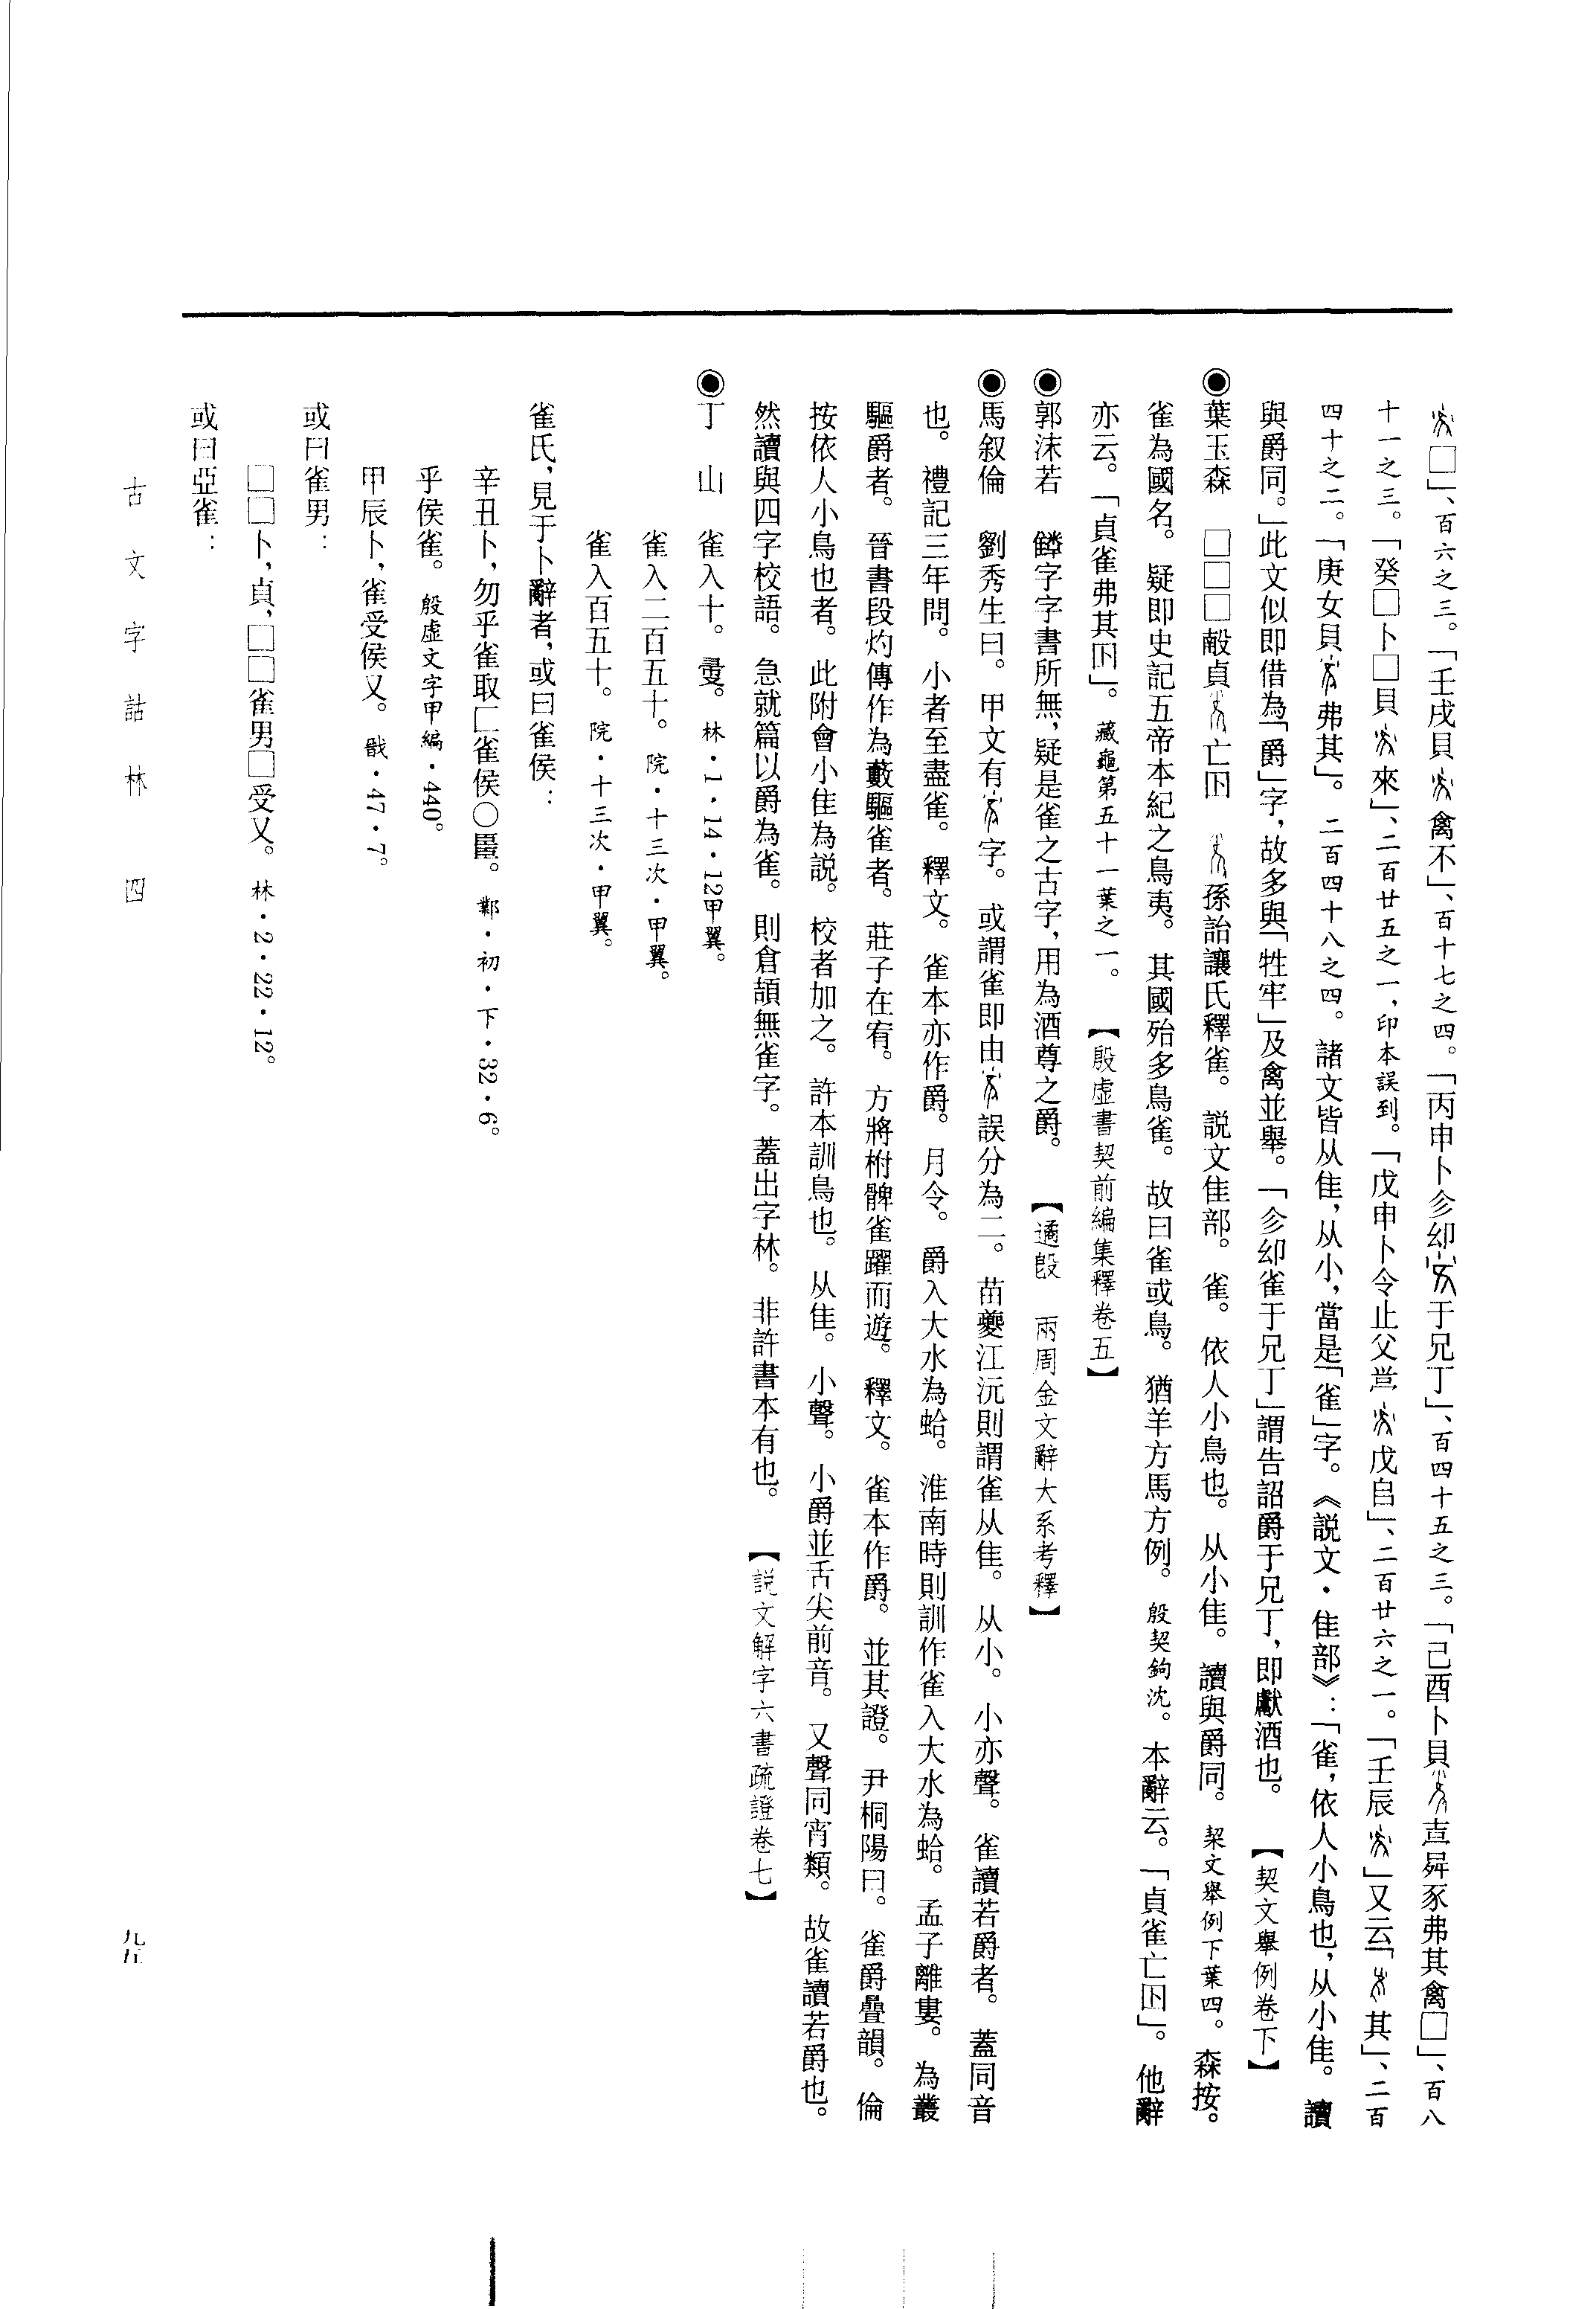 □」、百六之三。「壬戌貝禽不」、百十七之四。「丙申卜㐱卲于兄丁」、百四十五之三。「己酉卜貝壴舁豕弗其禽□」、百八
十一之三。「癸□卜□貝來」、二百廿五之一，印本誤到。「戊申卜令止父戊𠂤」、二百廿六之一。「壬辰」又云「其」、二百
四十之二。「庚女貝弗其」。二百四十八之四。諸文皆从隹，从小，當是「雀」字。《説文·隹部》：「雀，依人小鳥也，从小隹。讀
與爵同。」此文似即借為「爵」字，故多與「牲牢」及禽並舉。「㐱卲雀于兄丁」謂告詔爵于兄丁，即獻酒也。　【契文舉例卷下】
◉葉玉森　□□□㱿貞亡囚　孫詒讓氏釋雀。説文隹部。雀。依人小鳥也。从小隹。讀與爵同。栔文舉例下葉四。森按。
雀為國名。疑即史記五帝本紀之鳥夷。其國殆多鳥雀。故曰雀或鳥。猶羊方馬方例。殷契鉤沈。本辭云。「貞雀亡囚」。他辭
亦云。「貞雀弗其囚」。藏龜第五十一葉之一。　【殷虛書契前編集釋卷五】
◉郭沫若　字字書所無，疑是雀之古字，用為酒尊之爵。　【遹𣪘　兩周金文辭大系考釋】
◉馬叙倫　劉秀生曰。甲文有字。或謂雀即由誤分為二。苗夔江沅則謂雀从隹。从小。小亦聲。雀讀若爵者。蓋同音
也。禮記三年問。小者至盡雀。釋文。雀本亦作爵。月令。爵入大水為蛤。淮南時則訓作雀入大水為蛤。孟子離婁。為叢
驅爵者。晉書段灼傳作為藪驅雀者。莊子在宥。方將柎髀雀躍而遊。釋文。雀本作爵。並其證。尹桐陽曰。雀爵疊韻。倫
按依人小鳥也者。此附會小隹為説。校者加之。許本訓鳥也。从隹。小聲。小爵並舌尖前音。又聲同宵類。故雀讀若爵也。
然讀與四字校語。急就篇以爵為雀。則倉頡無雀字。蓋出字林。非許書本有也。　【説文解字六書疏證卷七】
◉丁　山　雀入十。㝅。林·1·14·12甲翼。
雀入二百五十。院·十三次·甲翼。
雀入百五十。院·十三次·甲翼。
雀氏，見于卜辭者，或曰雀侯：
辛丑卜，勿乎雀取匚雀侯〇。鄴·初·下·32·6。
乎侯雀。殷虛文字甲編·440。
甲辰卜，雀受侯又。戩·47·7。
或曰雀男：
□□卜，貞，□□雀男□受又。林·2·22·12。
或曰亞雀：
古文字詁林　四
九五